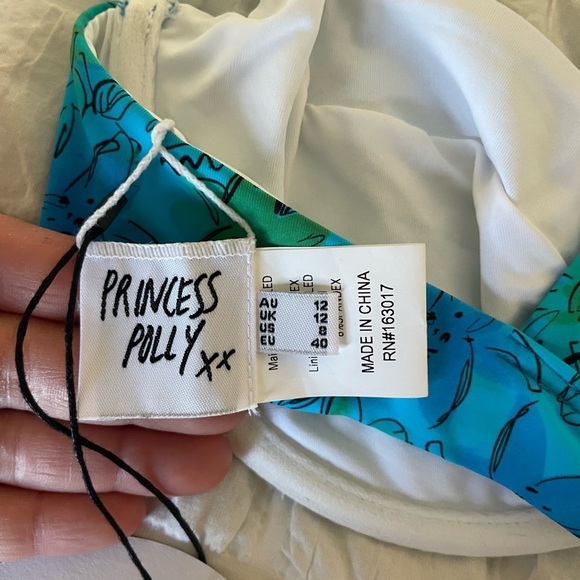 PRINCESS
POLLY xx
AU 12
UK 12
US 8
EU 40
MADE IN CHINA
RN#163017